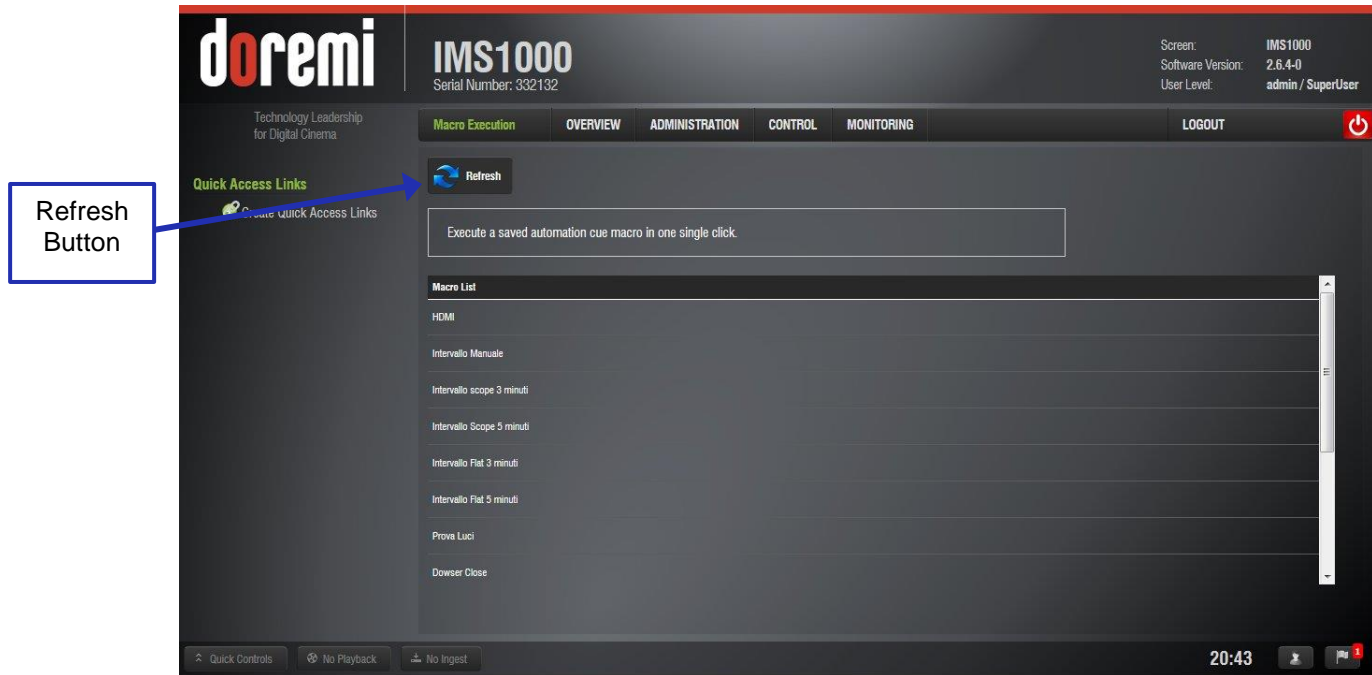 doremi
IMS1000
Serial Number: 332132
Screen: IMS1000
Software Version: 2.6.4-0
User Level: admin / SuperUser
Technology Leadership
for Digital Cinema
Macro Execution OVERVIEW ADMINISTRATION CONTROL MONITORING LOGOUT
Refresh
Button
Quick Access Links
Create Quick Access Links
Refresh
Execute a saved automation cue macro in one single click.
Macro List
HDMI
Intervallo Manuale
Intervallo scope 3 minuti
Intervallo Scope 5 minuti
Intervallo Flat 3 minuti
Intervallo Flat 5 minuti
Prova Luci
Dowser Close
Quick Controls No Playback No Ingest 20:43 1